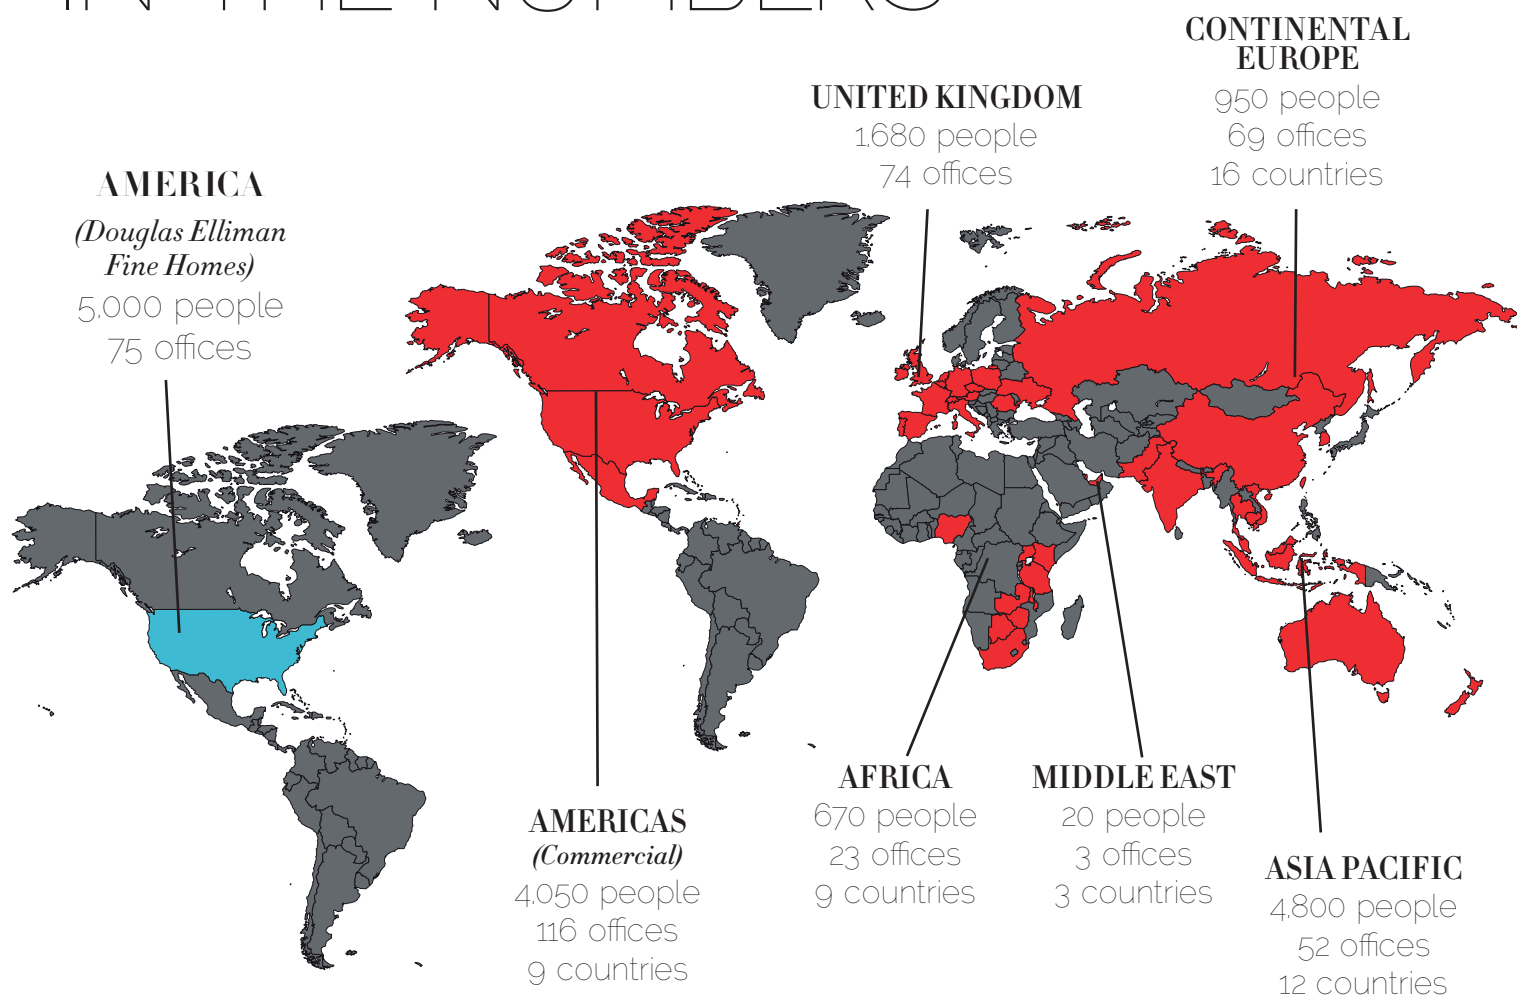 IN THE NUMBERS
CONTINENTAL
EUROPE
950 people
69 offices
16 countries
UNITED KINGDOM
1,680 people
74 offices
AMERICA
(Douglas Elliman
Fine Homes)
5,000 people
75 offices
AMERICAS
(Commercial)
4,050 people
116 offices
9 countries
AFRICA
670 people
23 offices
9 countries
MIDDLE EAST
20 people
3 offices
3 countries
ASIA PACIFIC
4,800 people
52 offices
12 countries